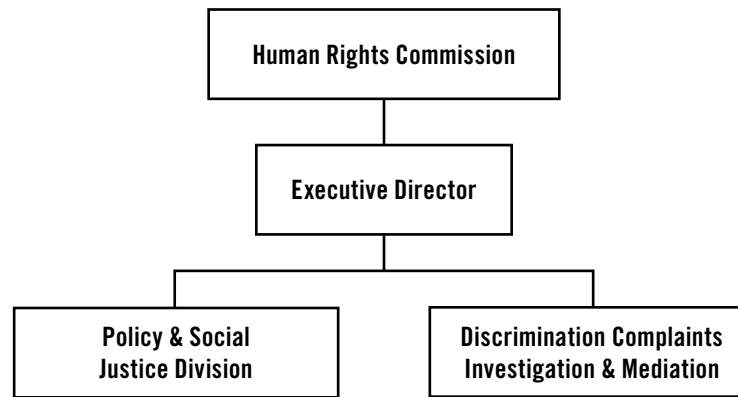 Human Rights Commission
Executive Director
Policy & Social
Justice Division
Discrimination Complaints
Investigation & Mediation